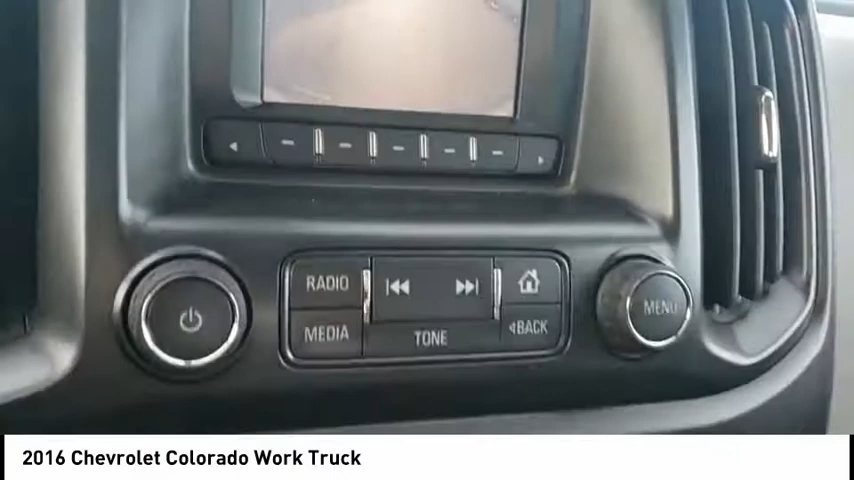 RADIO
MEDIA
TONE
BACK
MENU
2016 Chevrolet Colorado Work Truck